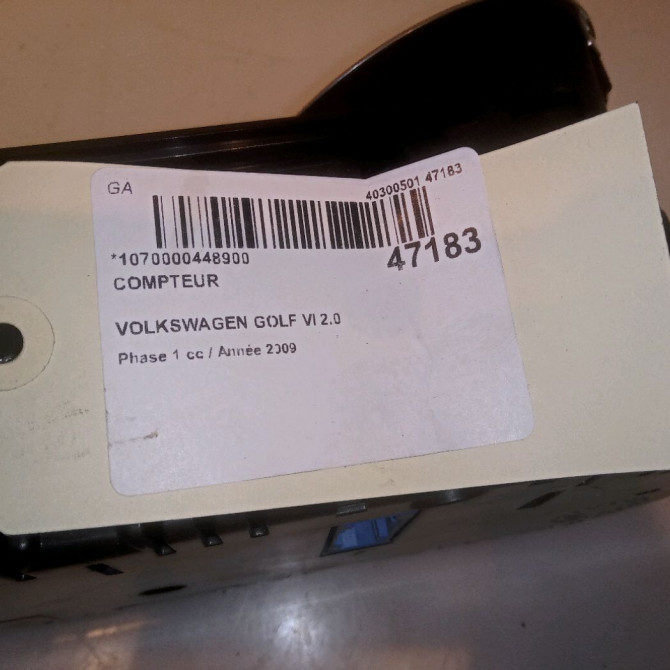 GA
40300501 47183
*1070000448900
47183
COMPTEUR
VOLKSWAGEN GOLF VI 2.0
Phase 1 cc / Année 2009